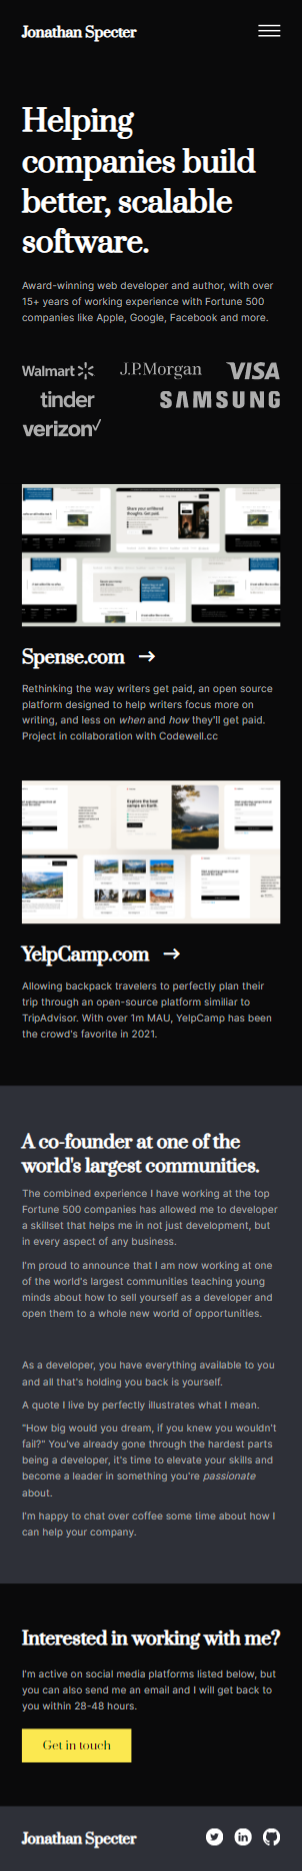 Jonathan Specter
Helping
companies build
better, scalable
software.
Award-winning web developer and author, with over
15+ years of working experience with Fortune 500
companies like Apple, Google, Facebook and more.
Walmart J.P.Morgan VISA
tinder SAMSUNG
verizon✓
Spense.com →
Rethinking the way writers get paid, an open source
platform designed to help writers focus more on
writing, and less on when and how they'll get paid.
Project in collaboration with Codewell.cc
YelpCamp.com →
Allowing backpack travelers to perfectly plan their
trip through an open-source platform similiar to
TripAdvisor. With over 1m MAU, YelpCamp has been
the crowd's favorite in 2021.
A co-founder at one of the
world's largest communities.
The combined experience I have working at the top
Fortune 500 companies has allowed me to developer
a skillset that helps me in not just development, but
in every aspect of any business.
I'm proud to announce that I am now working at one
of the world's largest communities teaching young
minds about how to sell yourself as a developer and
open them to a whole new world of opportunities.
As a developer, you have everything available to you
and all that's holding you back is yourself.
A quote I live by perfectly illustrates what I mean.
"How big would you dream, if you knew you wouldn't
fail?" You've already gone through the hardest parts
being a developer, it's time to elevate your skills and
become a leader in something you're passionate
about.
I'm happy to chat over coffee some time about how I
can help your company.
Interested in working with me?
I'm active on social media platforms listed below, but
you can also send me an email and I will get back to
you within 28-48 hours.
Get in touch
Jonathan Specter